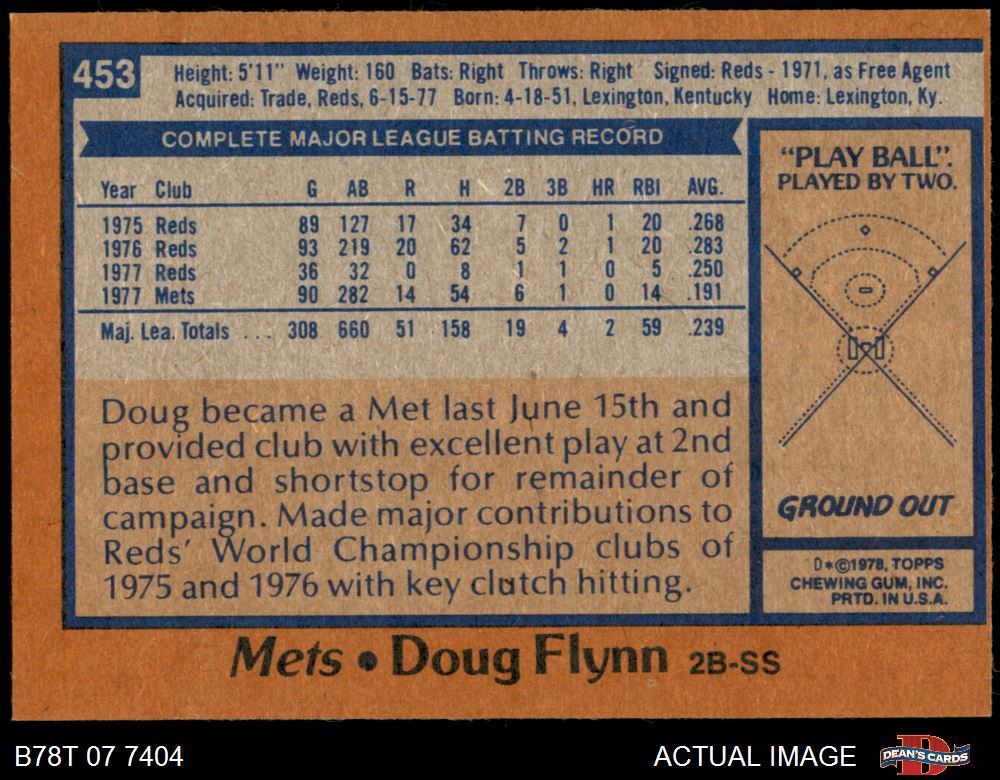 453
Height: 5'11" Weight: 160 Bats: Right Throws: Right Signed: Reds - 1971, as Free Agent
Acquired: Trade, Reds, 6-15-77 Born: 4-18-51, Lexington, Kentucky Home: Lexington, Ky.
COMPLETE MAJOR LEAGUE BATTING RECORD
Year Club G AB R H 2B 3B HR RBI AVG.
1975 Reds 89 127 17 34 7 0 1 20 .268
1976 Reds 93 219 20 62 5 2 1 20 .283
1977 Reds 36 32 0 8 1 1 0 5 .250
1977 Mets 90 282 14 54 6 1 0 14 .191
Maj. Lea. Totals ... 308 660 51 158 19 4 2 59 .239
Doug became a Met last June 15th and
provided club with excellent play at 2nd
base and shortstop for remainder of
campaign. Made major contributions to
Reds' World Championship clubs of
1975 and 1976 with key clutch hitting.
"PLAY BALL".
PLAYED BY TWO.
GROUND OUT
D*©1978, TOPPS
CHEWING GUM, INC.
PRTD. IN U.S.A.
Mets • Doug Flynn 2B-SS
B78T 07 7404
ACTUAL IMAGE
DEAN'S CARDS